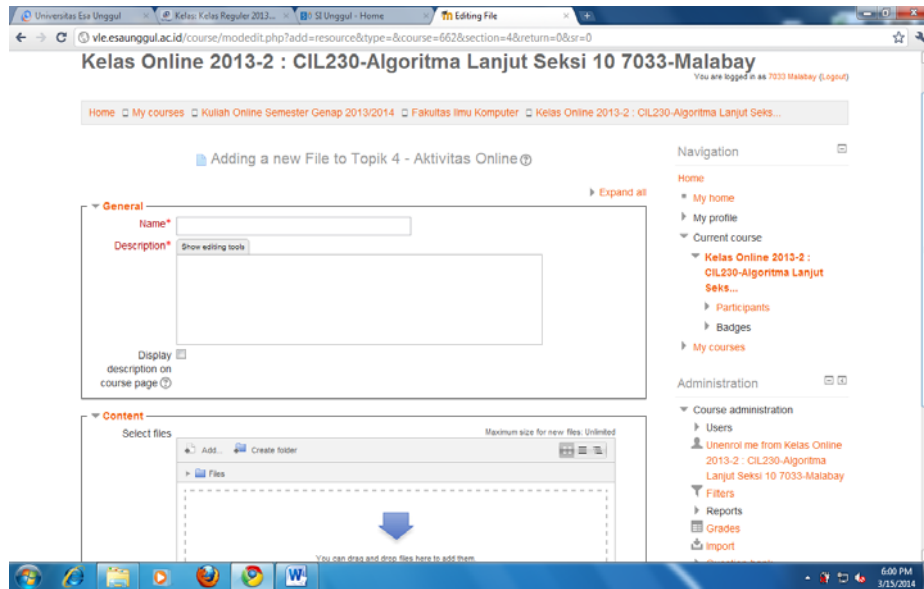 Universitas Esa Unggul
Kelas: Kelas Reguler 2013...
SI Unggul - Home
Editing File
vle.esaunggul.ac.id/course/modedit.php?add=resource&type=&course=662&section=4&return=0&sr=0
Kelas Online 2013-2 : CIL230-Algoritma Lanjut Seksi 10 7033-Malabay
You are logged in as 7033 Malabay (Logout)
Home My courses Kuliah Online Semester Genap 2013/2014 Fakultas Ilmu Komputer Kelas Online 2013-2 : CIL230-Algoritma Lanjut Seks...
Adding a new File to Topik 4 - Aktivitas Online
Expand all
General
Name*
Description*
Show editing tools
Display
description on
course page
Content
Select files
Maximum size for new files: Unlimited
Add...
Create folder
Files
You can drag and drop files here to add them.
Navigation
Home
My home
My profile
Current course
Kelas Online 2013-2 :
CIL230-Algoritma Lanjut
Seks...
Participants
Badges
My courses
Administration
Course administration
Users
Unenrol me from Kelas Online
2013-2 : CIL230-Algoritma
Lanjut Seksi 10 7033-Malabay
Filters
Reports
Grades
Import
6:00 PM
3/15/2014